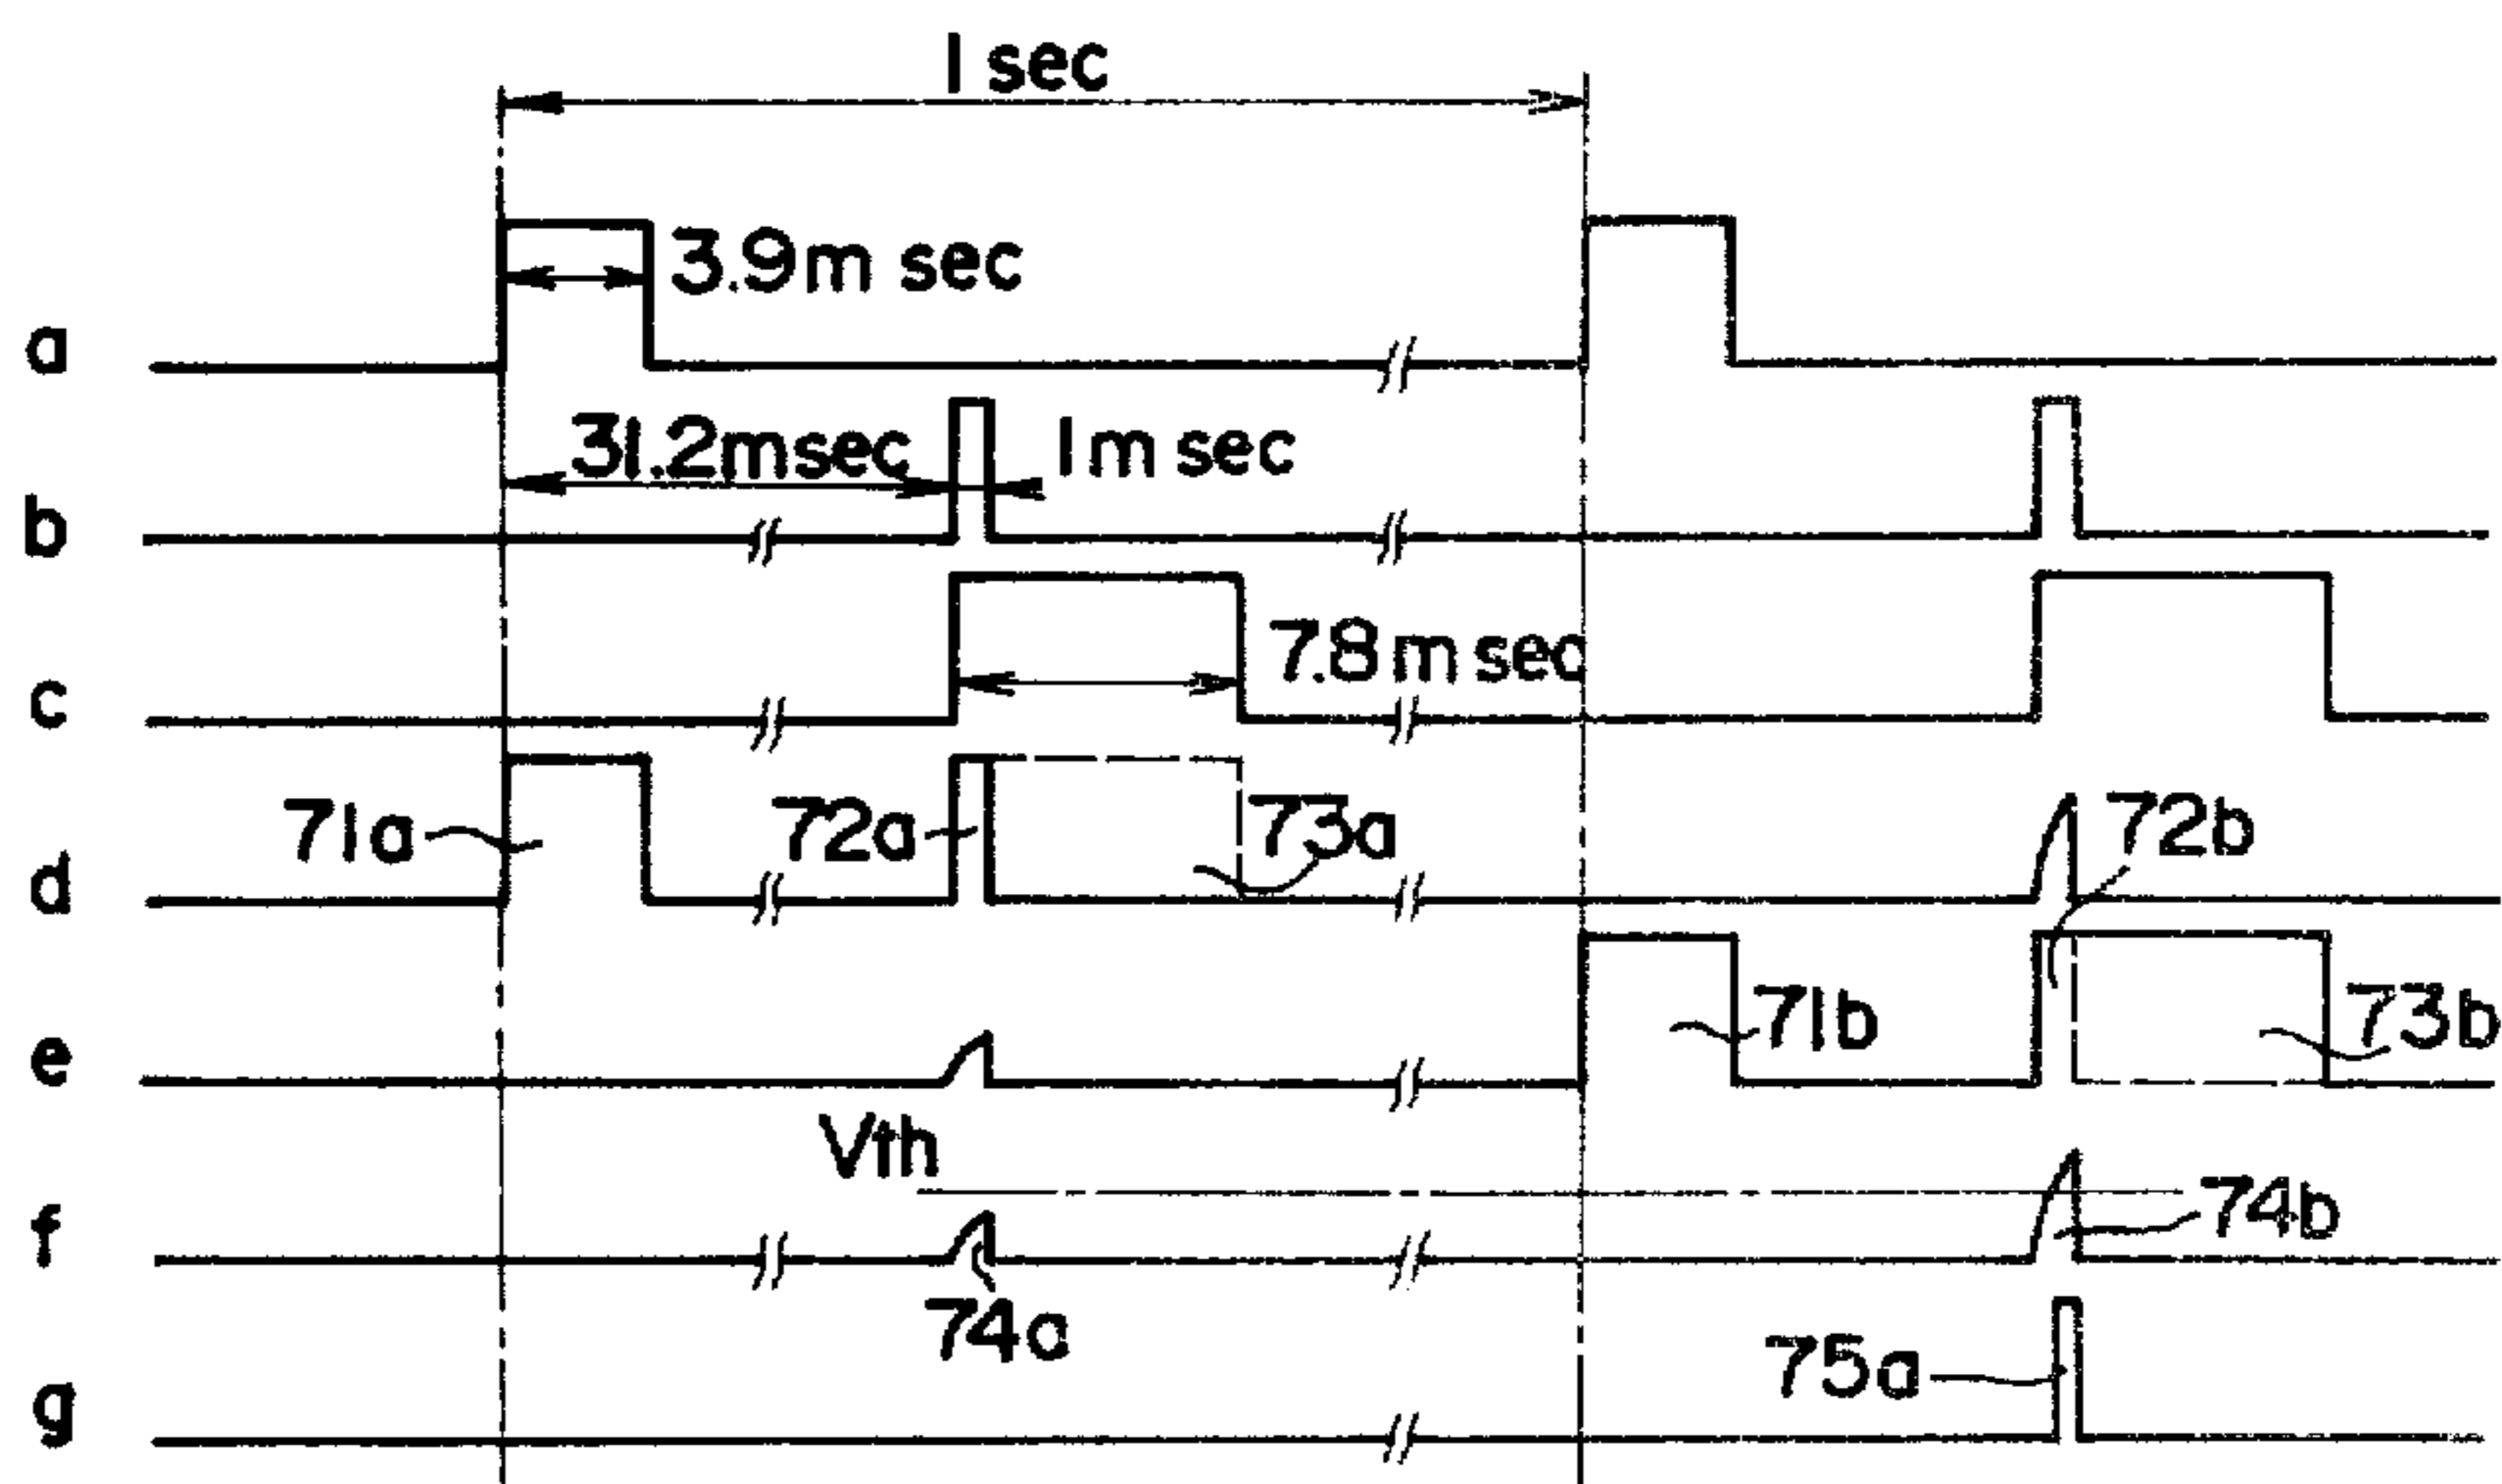 1 sec
3.9m sec
a
31.2msec
1m sec
b
7.8m sec
c
71a
72a
73a
72b
d
71b
73b
e
Vth
74b
f
74a
75a
g